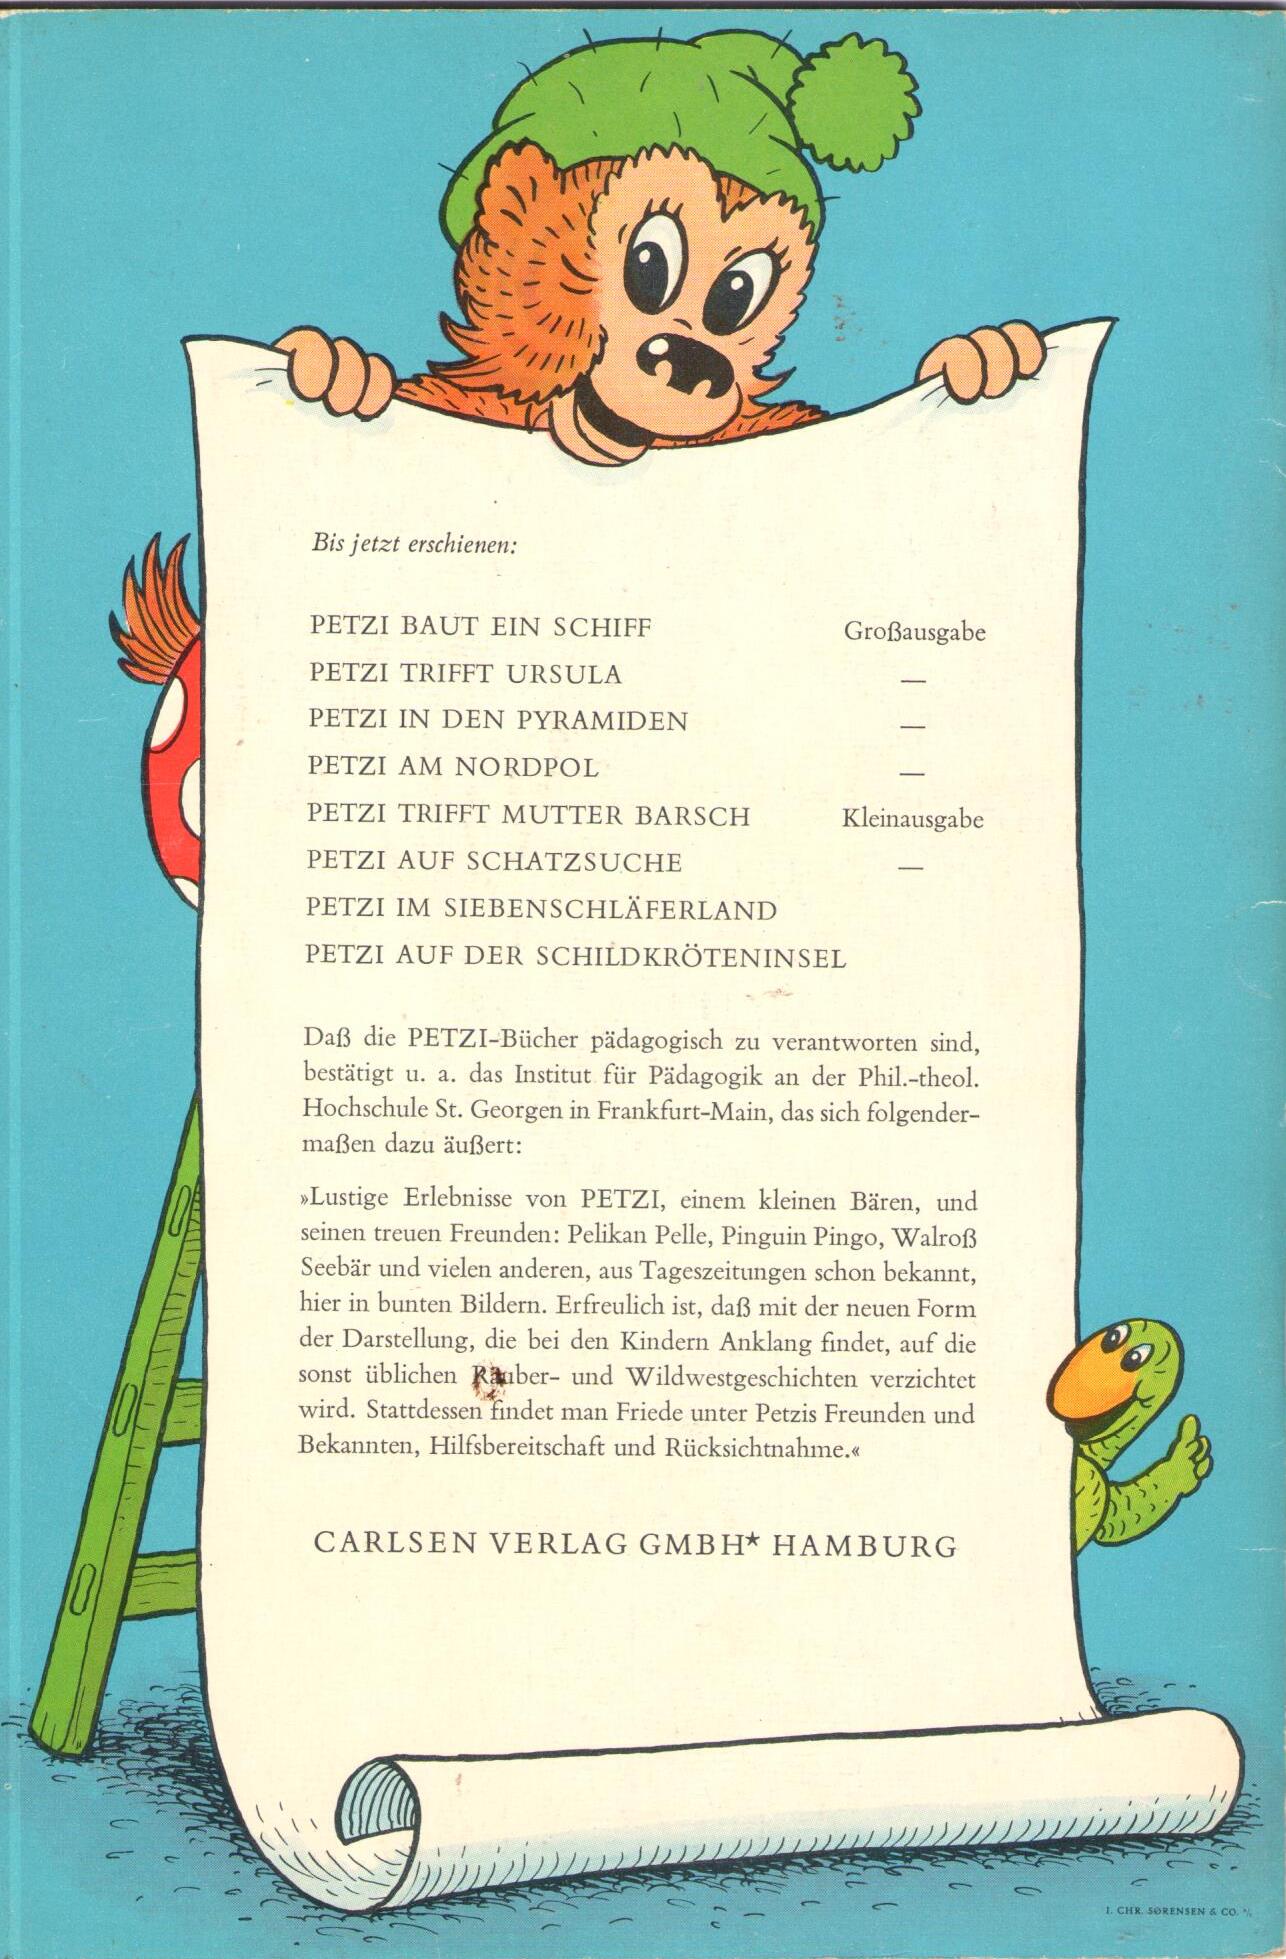 Bis jetzt erschienen:
PETZI BAUT EIN SCHIFF Großausgabe
PETZI TRIFFT URSULA —
PETZI IN DEN PYRAMIDEN —
PETZI AM NORDPOL —
PETZI TRIFFT MUTTER BARSCH Kleinausgabe
PETZI AUF SCHATZSUCHE —
PETZI IM SIEBENSCHLÄFERLAND
PETZI AUF DER SCHILDKRÖTENINSEL
Daß die PETZI-Bücher pädagogisch zu verantworten sind,
bestätigt u. a. das Institut für Pädagogik an der Phil.-theol.
Hochschule St. Georgen in Frankfurt-Main, das sich folgender-
maßen dazu äußert:
»Lustige Erlebnisse von PETZI, einem kleinen Bären, und
seinen treuen Freunden: Pelikan Pelle, Pinguin Pingo, Walroß
Seebär und vielen anderen, aus Tageszeitungen schon bekannt,
hier in bunten Bildern. Erfreulich ist, daß mit der neuen Form
der Darstellung, die bei den Kindern Anklang findet, auf die
sonst üblichen Räuber- und Wildwestgeschichten verzichtet
wird. Stattdessen findet man Friede unter Petzis Freunden und
Bekannten, Hilfsbereitschaft und Rücksichtnahme.«
CARLSEN VERLAG GMBH★ HAMBURG
I. CHR. SØRENSEN & CO.